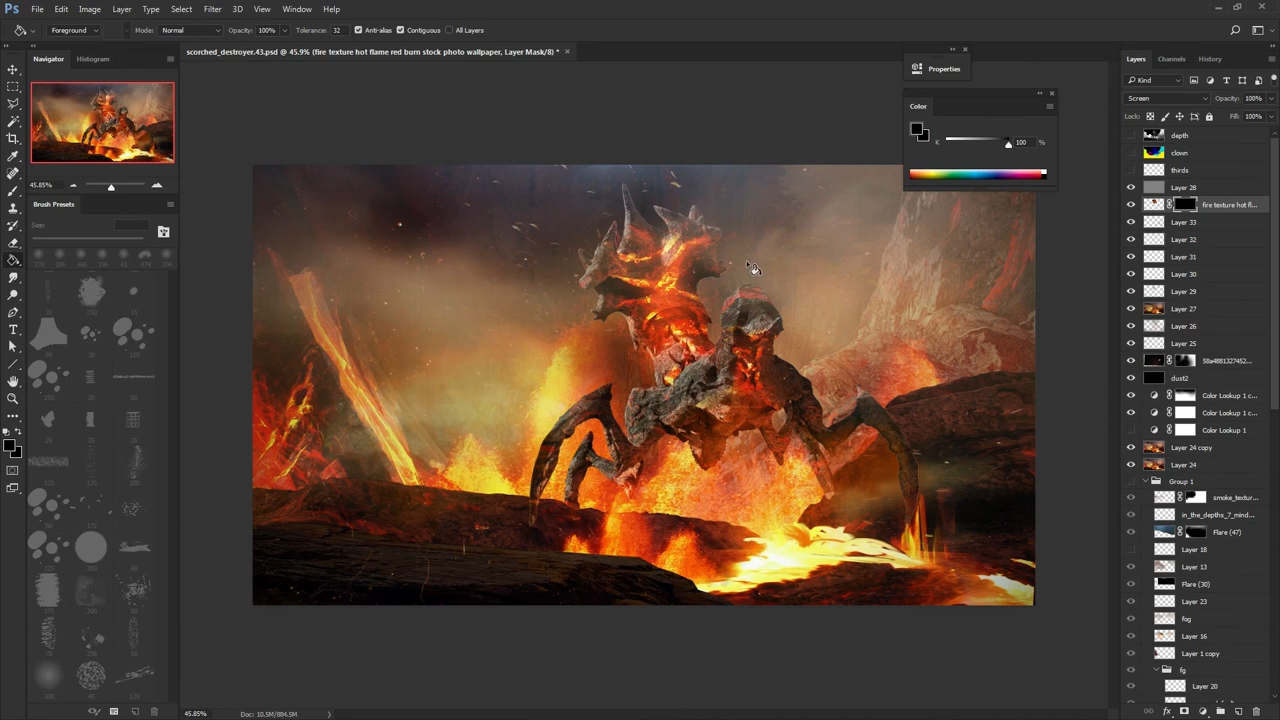 Ps File Edit Image Layer Type Select Filter 3D View Window Help
Foreground Mode: Normal Opacity: 100% Tolerance: 32 Anti-alias Contiguous All Layers
scorched_destroyer.43.psd @ 45.9% (fire texture hot flame red burn stock photo wallpaper, Layer Mask/8) *
Navigator Histogram
45.85%
Brush Presets
Size:
Properties
Color
K 100 %
Layers Channels History
Kind
Screen Opacity: 100%
Lock: Fill: 100%
depth
clown
thirds
Layer 28
fire texture hot fl...
Layer 33
Layer 32
Layer 31
Layer 30
Layer 29
Layer 27
Layer 26
Layer 25
58a4881327452...
dust2
Color Lookup 1 c...
Color Lookup 1 c...
Color Lookup 1
Layer 24 copy
Layer 24
Group 1
smoke_textur...
in_the_depths_7_mind...
Flare (47)
Layer 18
Layer 13
Flare (30)
Layer 23
fog
Layer 16
Layer 1 copy
fg
Layer 20
45.85% Doc: 10.5M/884.5M